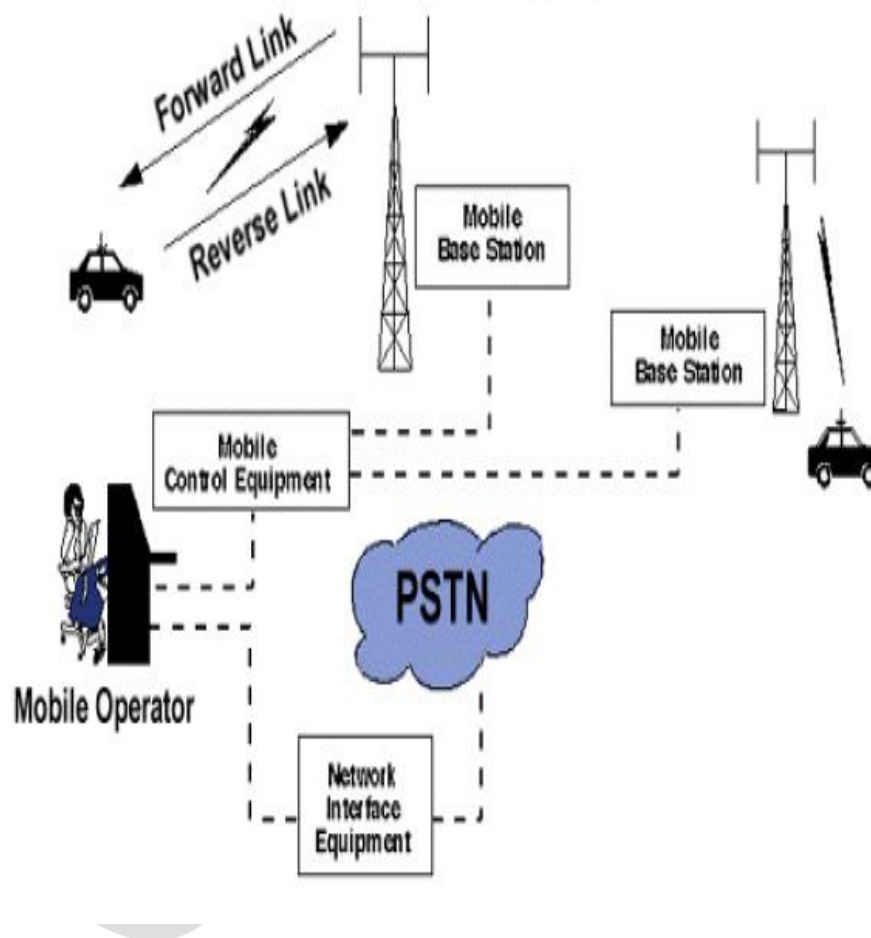 Forward Link
Reverse Link
Mobile
Base Station
Mobile
Base Station
Mobile
Control Equipment
PSTN
Mobile Operator
Network
Interface
Equipment